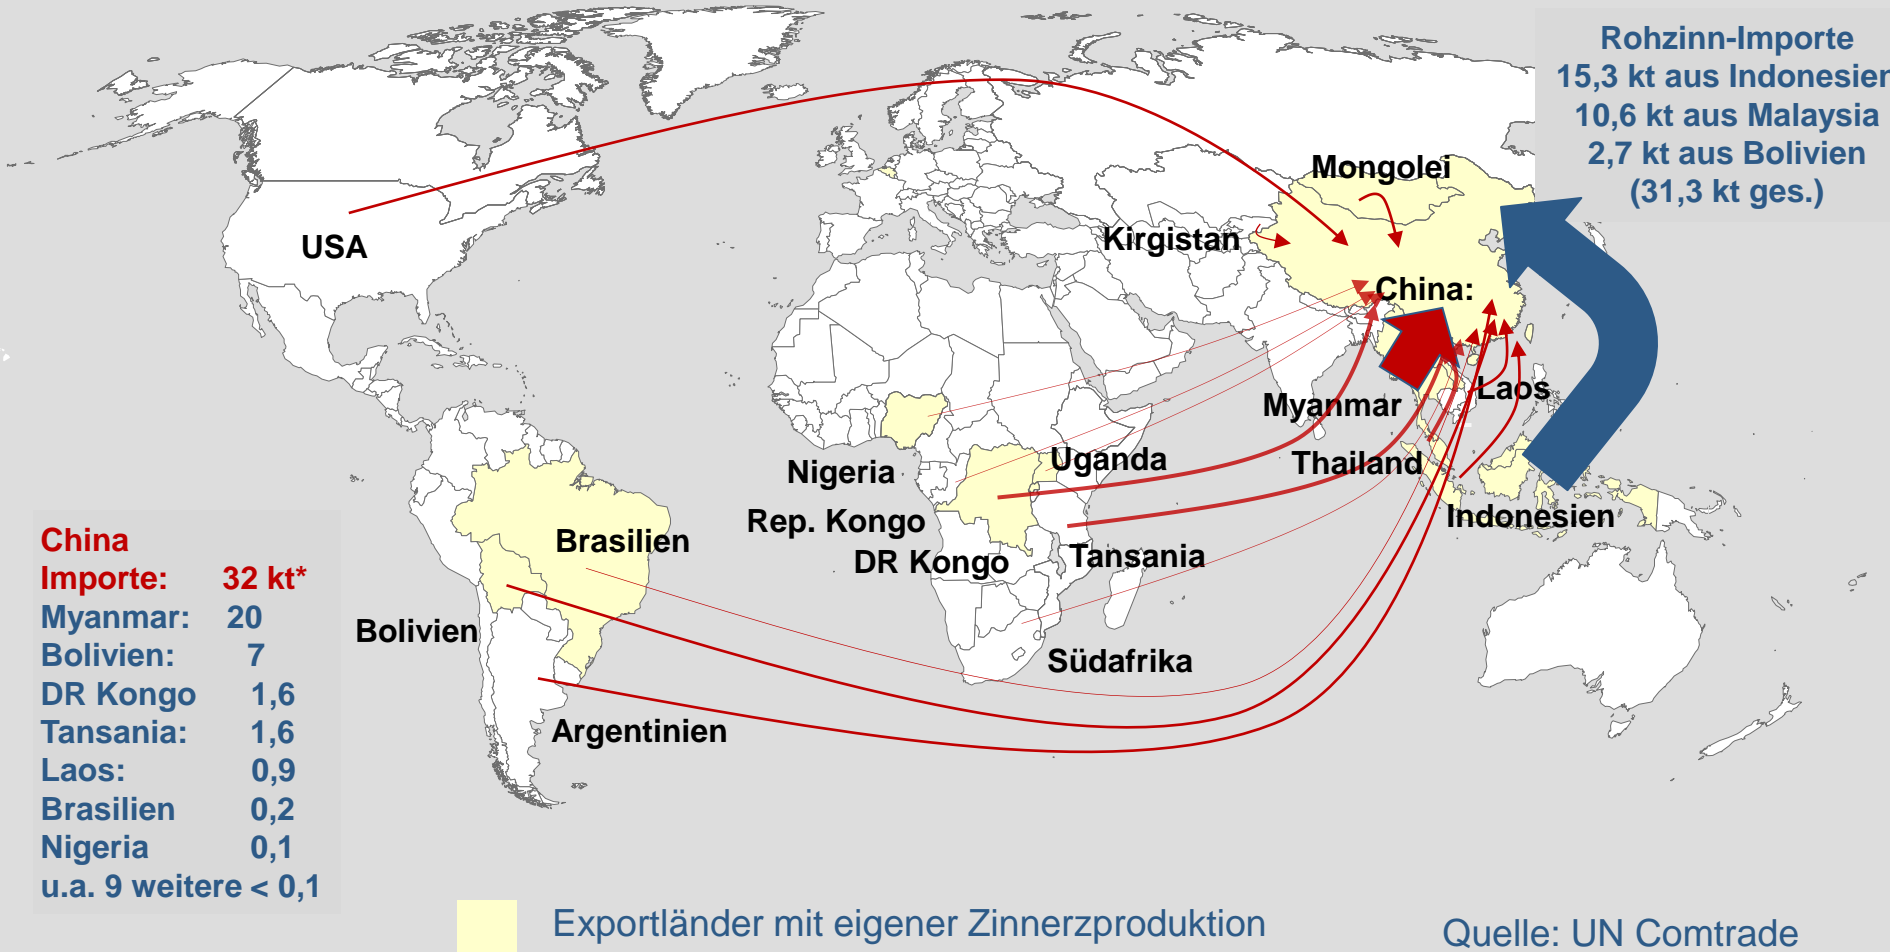 Rohzinn-Importe
15,3 kt aus Indonesien
10,6 kt aus Malaysia
2,7 kt aus Bolivien
(31,3 kt ges.)
Mongolei
Kirgistan
USA
China:
Laos
Myanmar
Thailand
Indonesien
Nigeria
Uganda
Rep. Kongo
DR Kongo
Tansania
Brasilien
Bolivien
Südafrika
Argentinien
China
Importe: 32 kt*
Myanmar: 20
Bolivien: 7
DR Kongo 1,6
Tansania: 1,6
Laos: 0,9
Brasilien 0,2
Nigeria 0,1
u.a. 9 weitere < 0,1
Exportländer mit eigener Zinnerzproduktion
Quelle: UN Comtrade